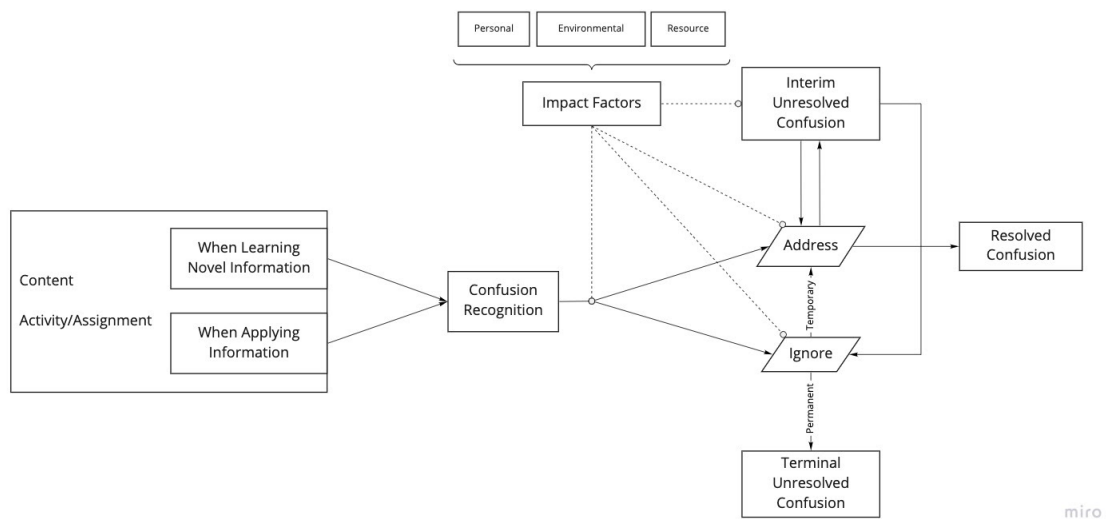 Personal
Environmental
Resource
Impact Factors
Interim
Unresolved
Confusion
Content
Activity/Assignment
When Learning
Novel Information
When Applying
Information
Confusion
Recognition
Address
Resolved
Confusion
Temporary
Ignore
Permanent
Terminal
Unresolved
Confusion
miro